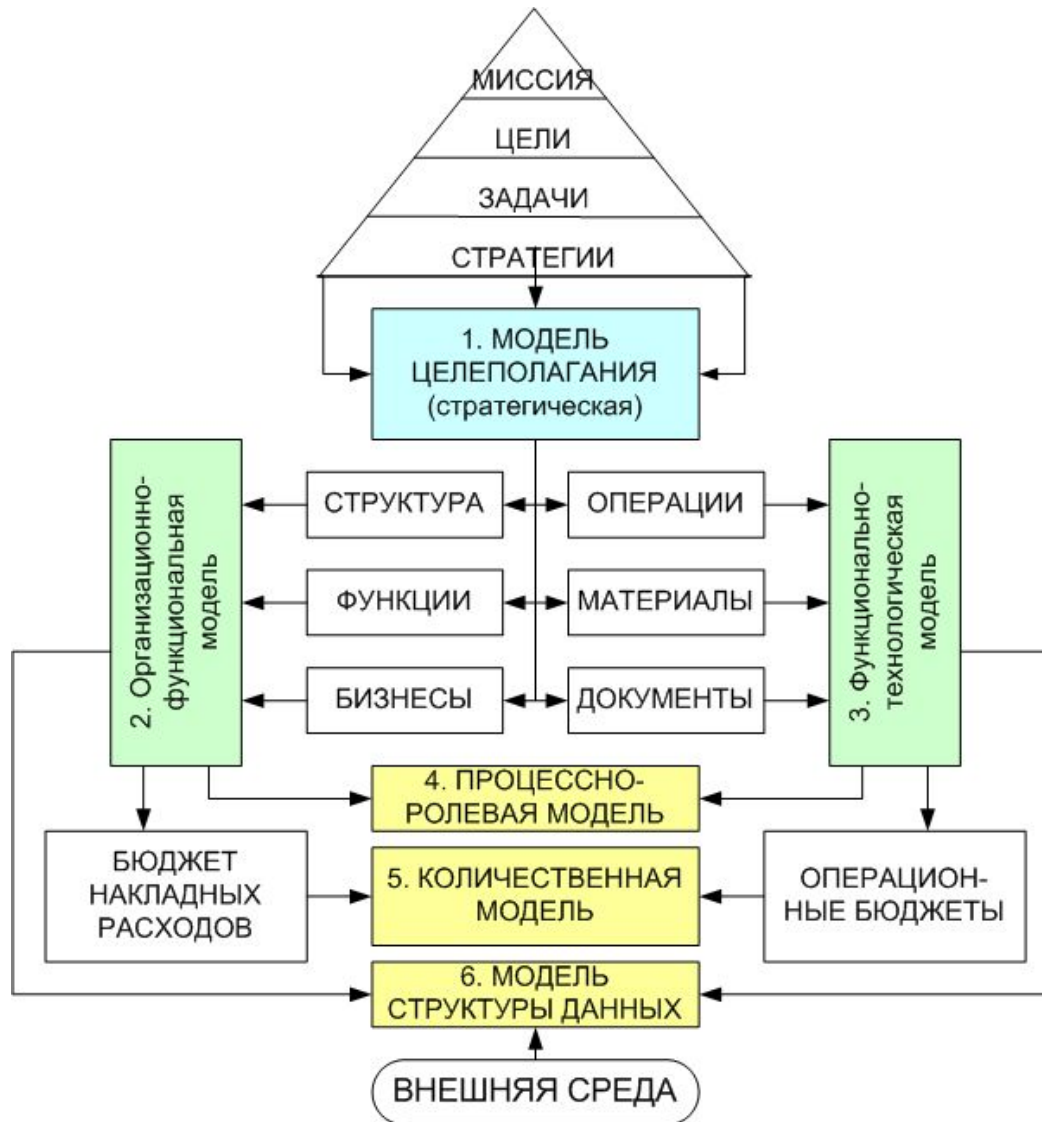 МИССИЯ
ЦЕЛИ
ЗАДАЧИ
СТРАТЕГИИ
1. МОДЕЛЬ
ЦЕЛЕПОЛАГАНИЯ
(стратегическая)
2. Организационно-
функциональная
модель
СТРУКТУРА
ОПЕРАЦИИ
ФУНКЦИИ
МАТЕРИАЛЫ
БИЗНЕСЫ
ДОКУМЕНТЫ
3. Функционально-
технологическая
модель
4. ПРОЦЕССНО-
РОЛЕВАЯ МОДЕЛЬ
БЮДЖЕТ
НАКЛАДНЫХ
РАСХОДОВ
5. КОЛИЧЕСТВЕННАЯ
МОДЕЛЬ
ОПЕРАЦИОН-
НЫЕ БЮДЖЕТЫ
6. МОДЕЛЬ
СТРУКТУРЫ ДАННЫХ
ВНЕШНЯЯ СРЕДА